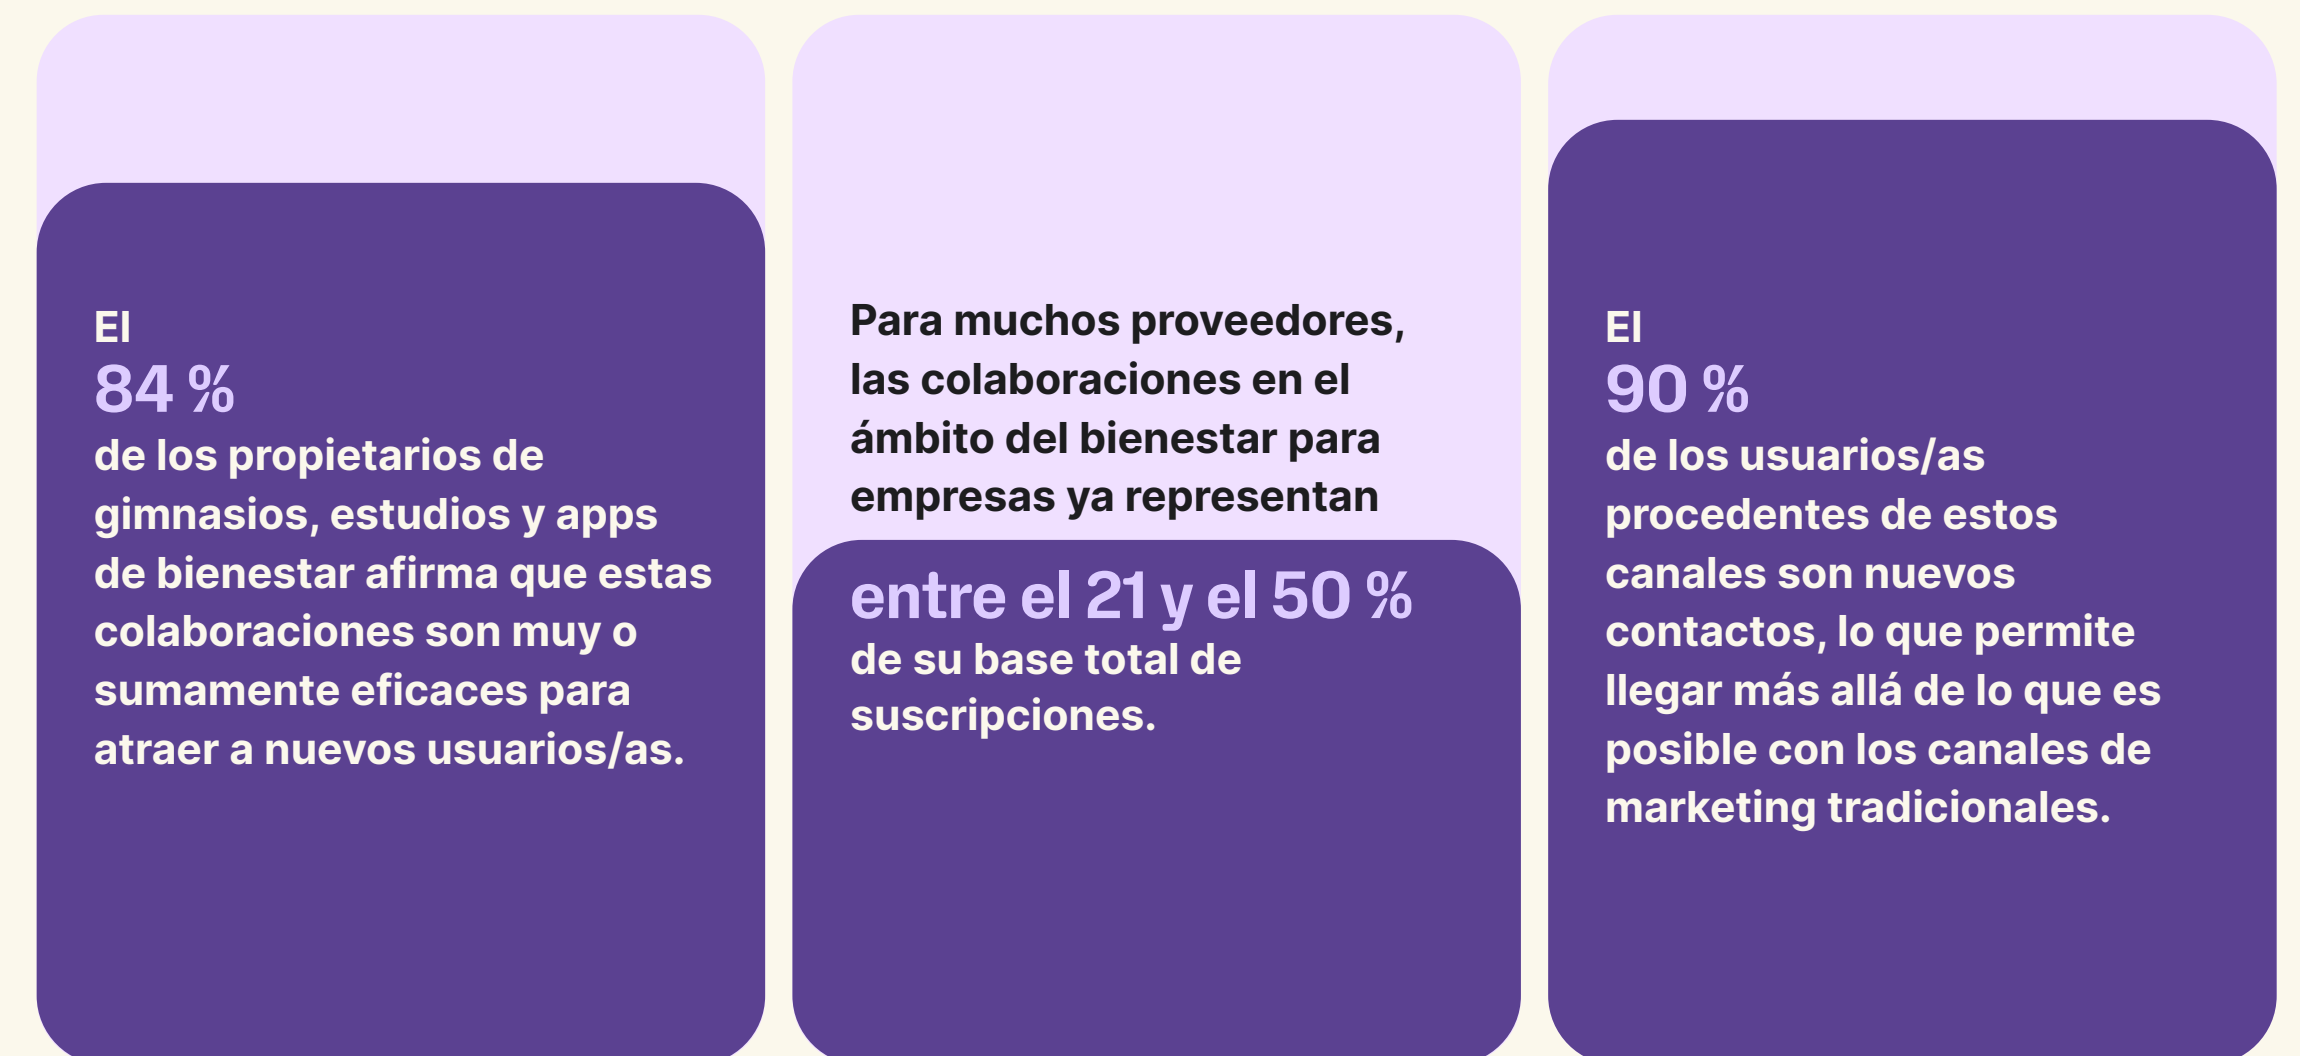 El
84 %
de los propietarios de
gimnasios, estudios y apps
de bienestar afirma que estas
colaboraciones son muy o
sumamente eficaces para
atraer a nuevos usuarios/as.
Para muchos proveedores,
las colaboraciones en el
ámbito del bienestar para
empresas ya representan
entre el 21 y el 50 %
de su base total de
suscripciones.
El
90 %
de los usuarios/as
procedentes de estos
canales son nuevos
contactos, lo que permite
llegar más allá de lo que es
posible con los canales de
marketing tradicionales.